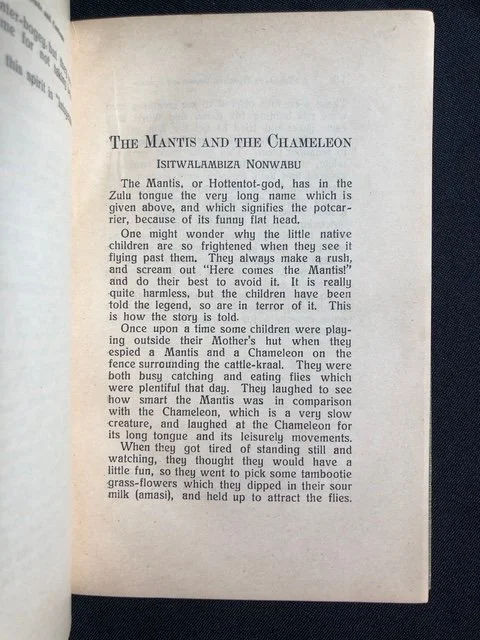 me for not
this spirit in
The Mantis and the Chameleon
Isitwalambiza Nonwabu
The Mantis, or Hottentot-god, has in the
Zulu tongue the very long name which is
given above, and which signifies the potcar-
rier, because of its funny flat head.
One might wonder why the little native
children are so frightened when they see it
flying past them. They always make a rush,
and scream out "Here comes the Mantis!"
and do their best to avoid it. It is really
quite harmless, but the children have been
told the legend, so are in terror of it. This
is how the story is told.
Once upon a time some children were play-
ing outside their Mother's hut when they
espied a Mantis and a Chameleon on the
fence surrounding the cattle-kraal. They were
both busy catching and eating flies which
were plentiful that day. They laughed to see
how smart the Mantis was in comparison
with the Chameleon, which is a very slow
creature, and laughed at the Chameleon for
its long tongue and its leisurely movements.
When they got tired of standing still and
watching, they thought they would have a
little fun, so they went to pick some tambootie
grass-flowers which they dipped in their sour
milk (amasi), and held up to attract the flies.